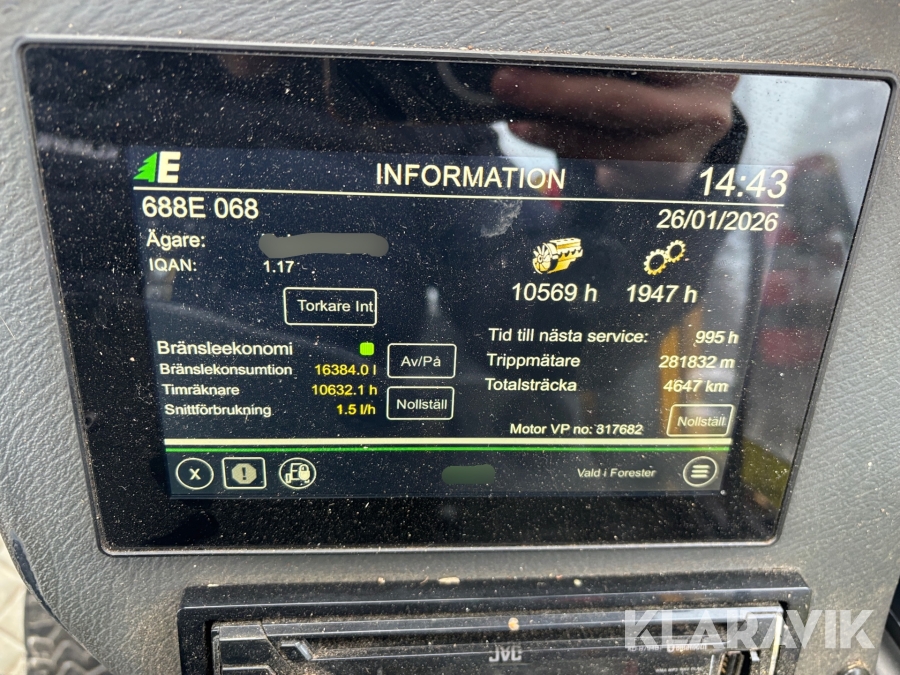 E
INFORMATION
14:43
688E 068
26/01/2026
Ägare:
IQAN: 1.17
10569 h
1947 h
Torkare Int
Tid till nästa service: 995 h
Trippmätare 281832 m
Totalsträcka 4647 km
Nollställ
Motor VP no: 317682
Bränsleekonomi
Bränslekonsumtion 16384.0 l
Timräknare 10632.1 h
Snittförbrukning 1.5 l/h
Av/På
Nollställ
X
!
Vald i Forester
JVC
KLARAVIK